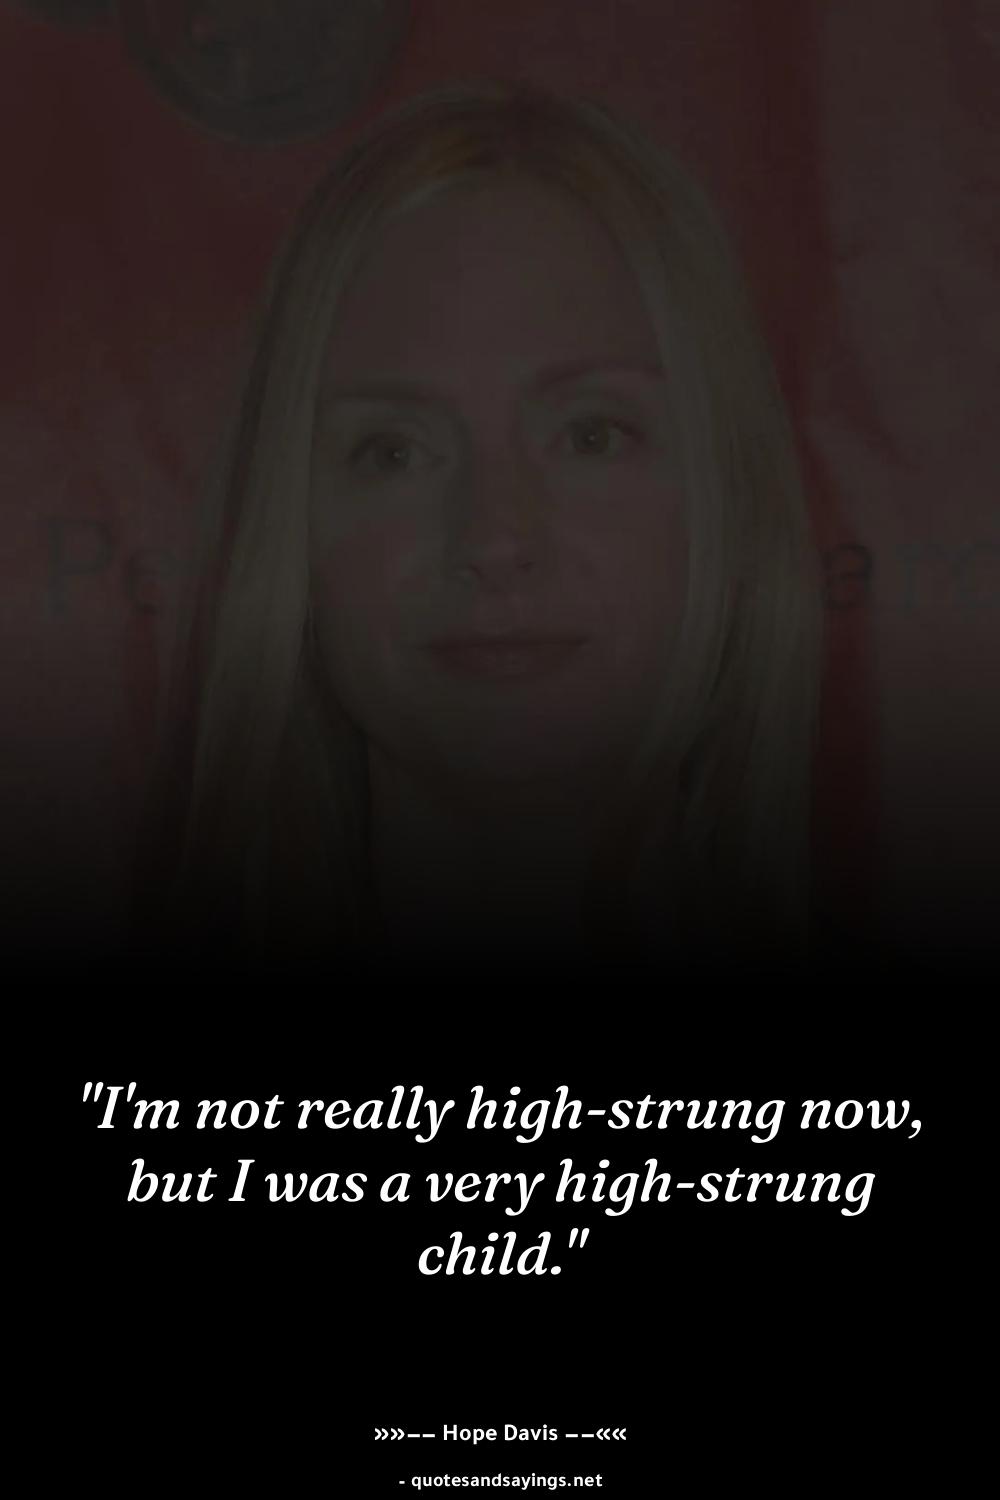 "I'm not really high-strung now,
but I was a very high-strung
child."
»»−− Hope Davis −−««
- quotesandsayings.net